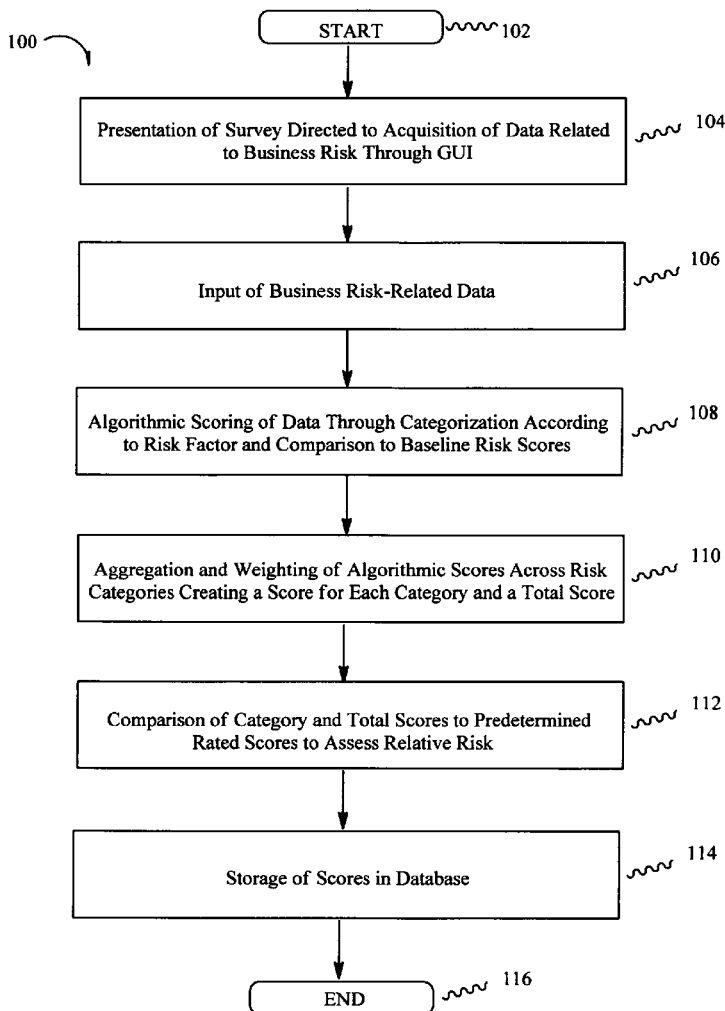 START
102
100
Presentation of Survey Directed to Acquisition of Data Related
to Business Risk Through GUI
104
Input of Business Risk-Related Data
106
Algorithmic Scoring of Data Through Categorization According
to Risk Factor and Comparison to Baseline Risk Scores
108
Aggregation and Weighting of Algorithmic Scores Across Risk
Categories Creating a Score for Each Category and a Total Score
110
Comparison of Category and Total Scores to Predetermined
Rated Scores to Assess Relative Risk
112
Storage of Scores in Database
114
END
116